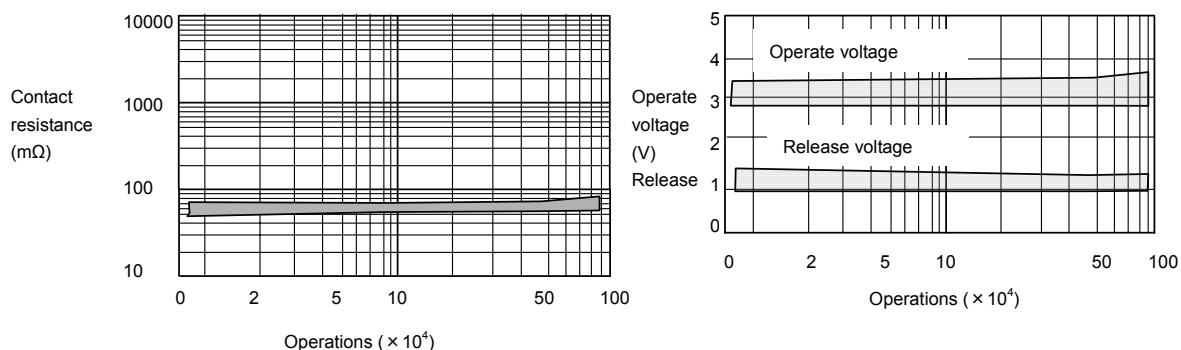 10000
1000
100
10
Contact
resistance
(mΩ)
0 2 5 10 50 100
Operations ( × 10⁴)
5
4
3
2
1
0
Operate
voltage
(V)
Release
Operate voltage
Release voltage
0 2 5 10 50 100
Operations ( × 10⁴)